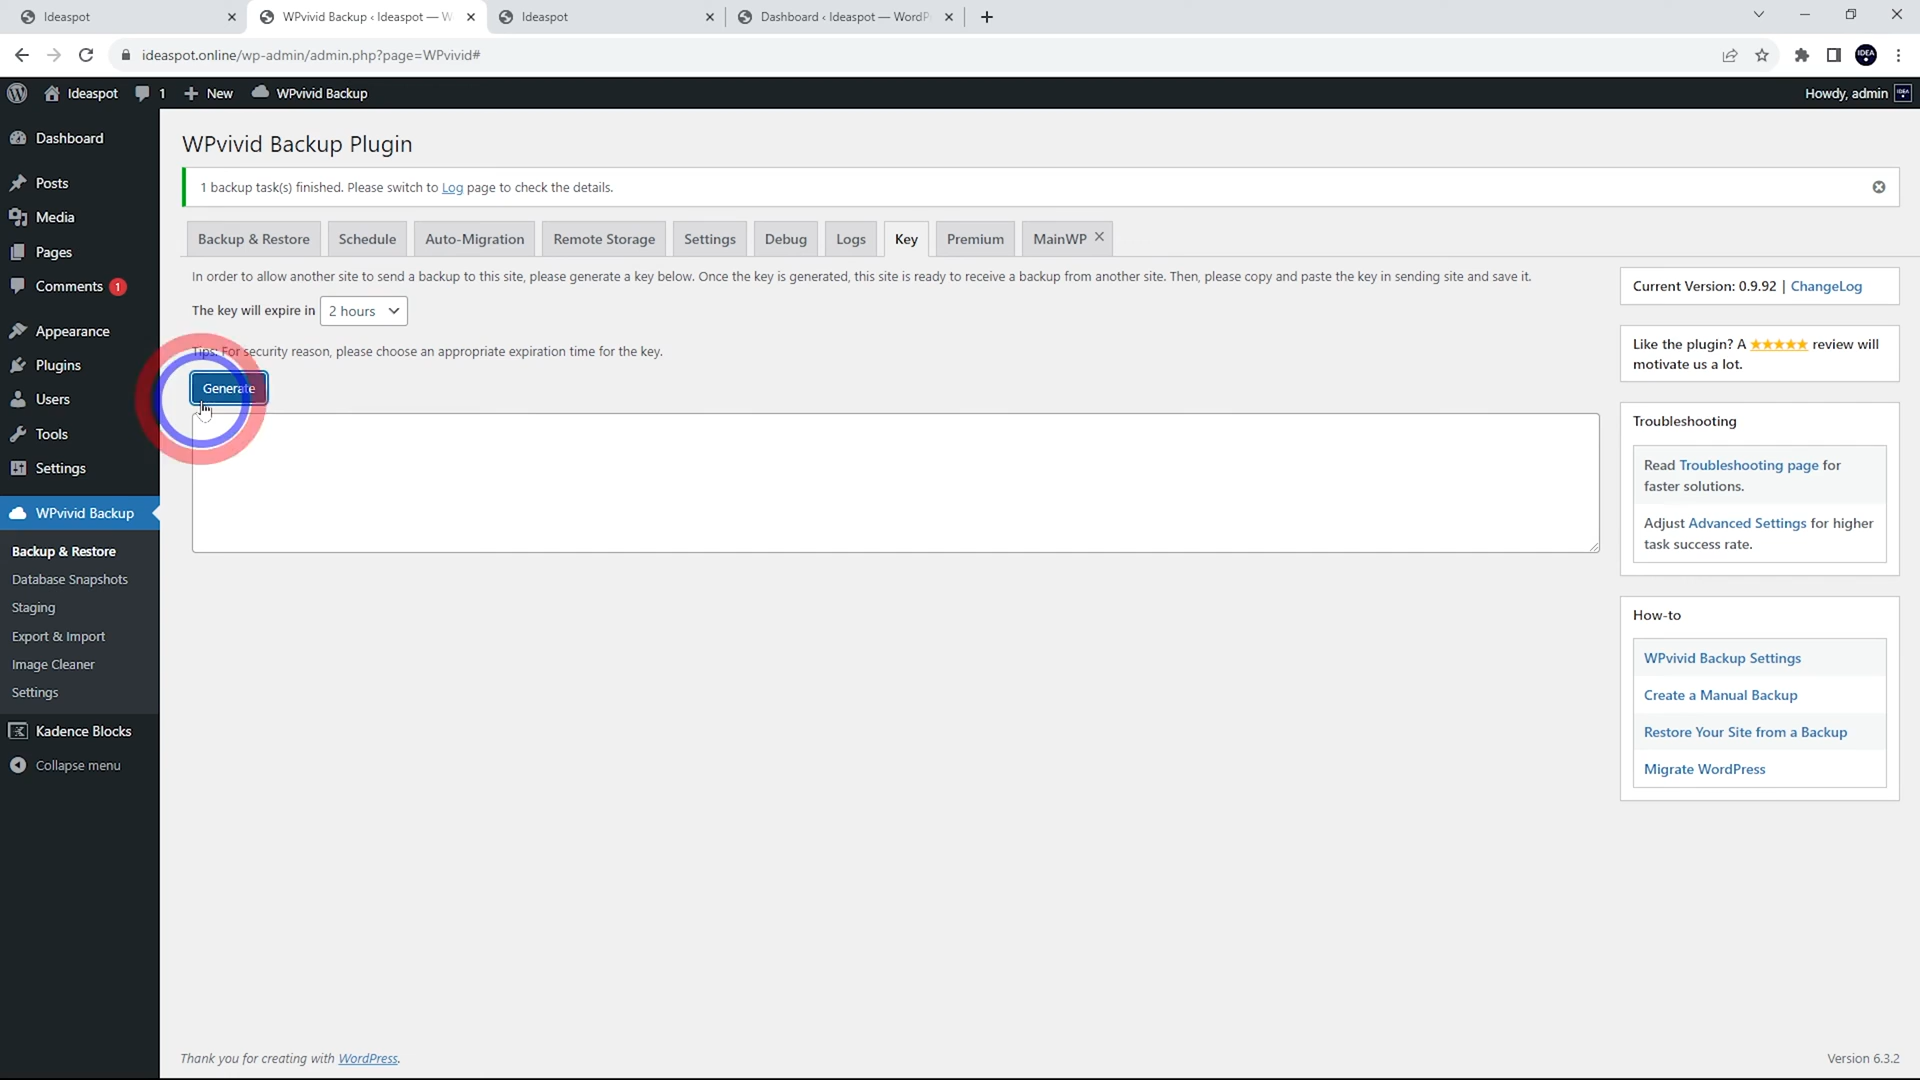 Ideaspot
WPvivid Backup ‹ Ideaspot — W
Ideaspot
Dashboard ‹ Ideaspot — WordP
ideaspot.online/wp-admin/admin.php?page=WPvivid#
IDEA
Ideaspot
1
New
WPvivid Backup
Howdy, admin
Dashboard
Posts
Media
Pages
Comments 1
Appearance
Plugins
Users
Tools
Settings
WPvivid Backup
Backup & Restore
Database Snapshots
Staging
Export & Import
Image Cleaner
Settings
Kadence Blocks
Collapse menu
WPvivid Backup Plugin
1 backup task(s) finished. Please switch to Log page to check the details.
Backup & Restore
Schedule
Auto-Migration
Remote Storage
Settings
Debug
Logs
Key
Premium
MainWP
In order to allow another site to send a backup to this site, please generate a key below. Once the key is generated, this site is ready to receive a backup from another site. Then, please copy and paste the key in sending site and save it.
The key will expire in 2 hours
Tips: For security reason, please choose an appropriate expiration time for the key.
Generate
Current Version: 0.9.92 | ChangeLog
Like the plugin? A ★★★★★ review will
motivate us a lot.
Troubleshooting
Read Troubleshooting page for
faster solutions.
Adjust Advanced Settings for higher
task success rate.
How-to
WPvivid Backup Settings
Create a Manual Backup
Restore Your Site from a Backup
Migrate WordPress
Thank you for creating with WordPress.
Version 6.3.2